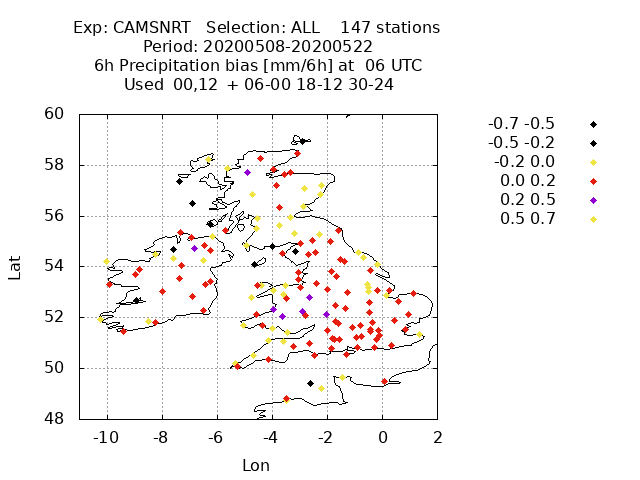 Exp: CAMSNRT   Selection: ALL    147 stations
Period: 20200508-20200522
6h Precipitation bias [mm/6h] at  06 UTC
Used  00,12  + 06-00 18-12 30-24
60
58
56
54
52
50
48
Lat
-10 -8 -6 -4 -2 0 2
Lon
-0.7 -0.5
-0.5 -0.2
-0.2 0.0
0.0 0.2
0.2 0.5
0.5 0.7